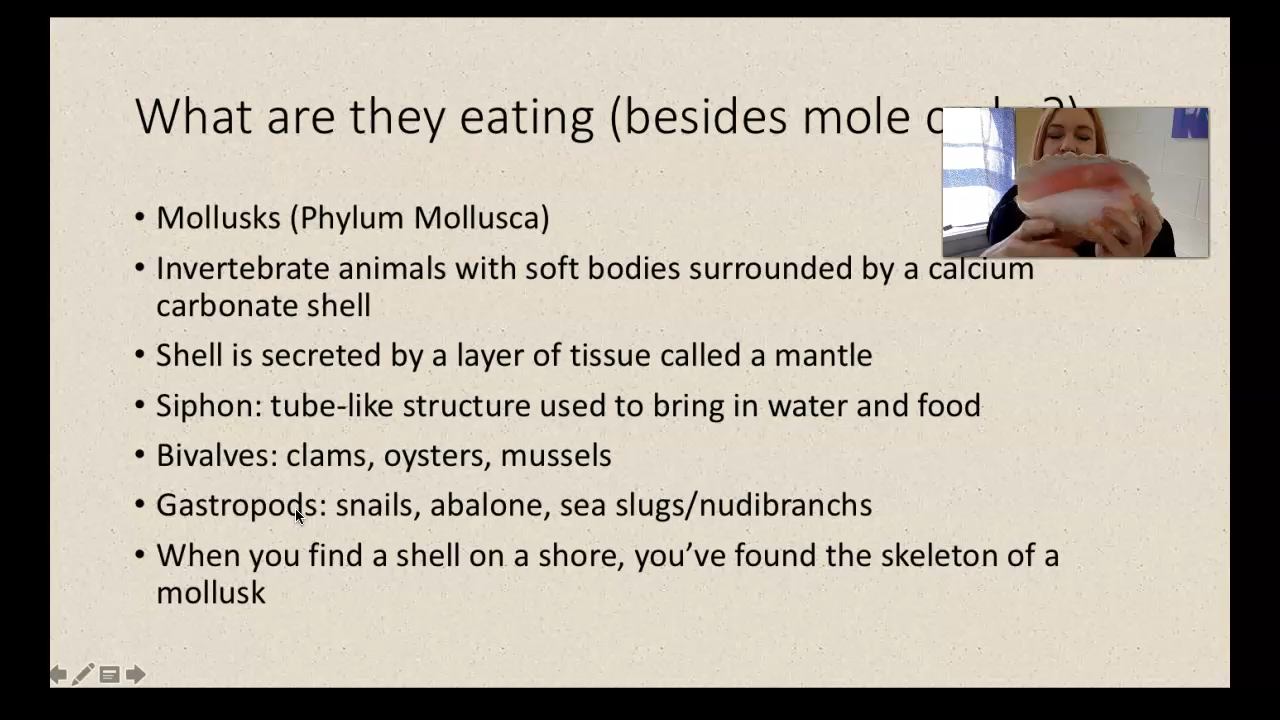 What are they eating (besides mole
• Mollusks (Phylum Mollusca)
• Invertebrate animals with soft bodies surrounded by a calcium
carbonate shell
• Shell is secreted by a layer of tissue called a mantle
• Siphon: tube-like structure used to bring in water and food
• Bivalves: clams, oysters, mussels
• Gastropods: snails, abalone, sea slugs/nudibranchs
• When you find a shell on a shore, you’ve found the skeleton of a
mollusk